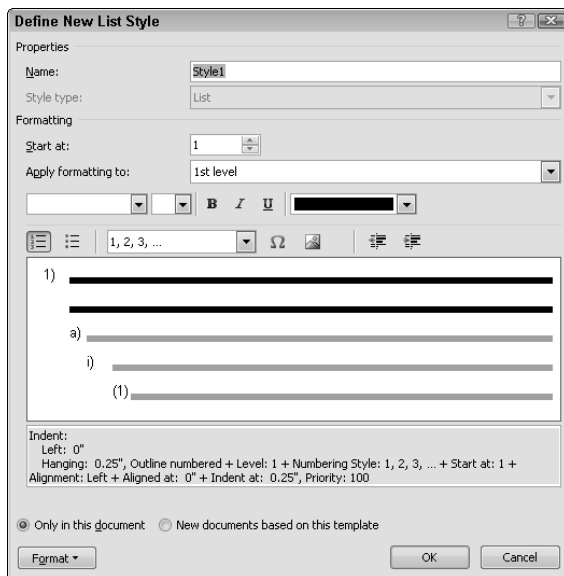 Define New List Style
Properties
Name: Style1
Style type: List
Formatting
Start at: 1
Apply formatting to: 1st level
B I U
1, 2, 3, ... Ω
1)
a)
i)
(1)
Indent:
Left: 0"
Hanging: 0.25", Outline numbered + Level: 1 + Numbering Style: 1, 2, 3, ... + Start at: 1 +
Alignment: Left + Aligned at: 0" + Indent at: 0.25", Priority: 100
Only in this document New documents based on this template
Format OK Cancel